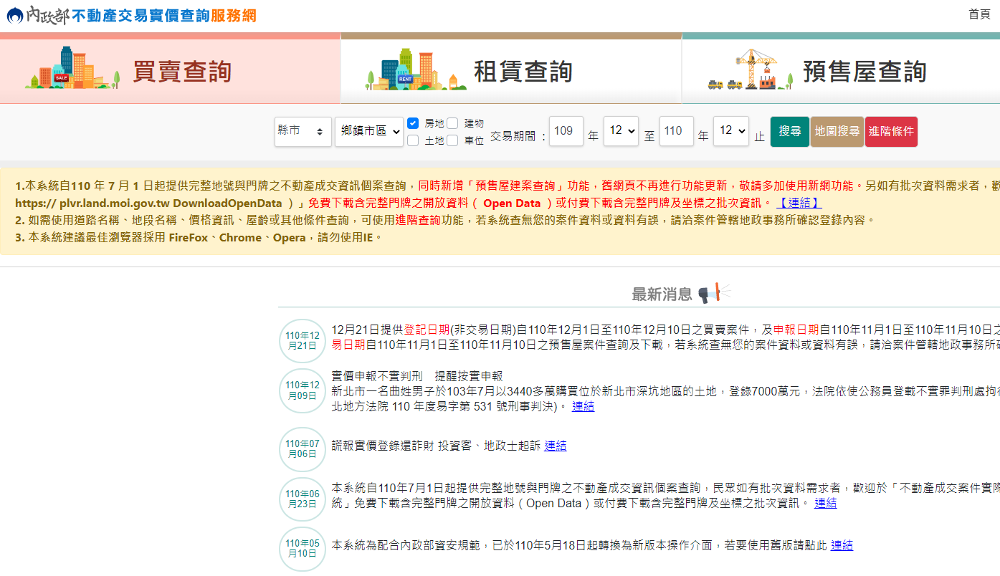 內政部不動產交易實價查詢服務網
首頁
買賣查詢
租賃查詢
預售屋查詢
SALE
RENT
縣市 鄉鎮市區 房地 建物 交易期間 : 109 年 12 至 110 年 12 止 搜尋 地圖搜尋 進階條件
土地 車位
1.本系統自110 年 7 月 1 日起提供完整地號與門牌之不動產成交資訊個案查詢，同時新增「預售屋建案查詢」功能，舊網頁不再進行功能更新，敬請多加使用新網功能。另如有批次資料需求者，歡
https:// plvr.land.moi.gov.tw DownloadOpenData ）」免費下載含完整門牌之開放資料（ Open Data ）或付費下載含完整門牌及坐標之批次資訊。 【連結】
2. 如需使用道路名稱、地段名稱、價格資訊、屋齡或其他條件查詢，可使用進階查詢功能，若系統查無您的案件資料或資料有誤，請洽案件管轄地政事務所確認登錄內容。
3. 本系統建議最佳瀏覽器採用 FireFox、Chrome、Opera，請勿使用IE。
最新消息
110年12月21日
12月21日提供登記日期(非交易日期)自110年12月1日至110年12月10日之買賣案件，及申報日期自110年11月1日至110年11月10日之
易日期自110年11月1日至110年11月10日之預售屋案件查詢及下載，若系統查無您的案件資料或資料有誤，請洽案件管轄地政事務所確
110年12月09日
實價申報不實判刑　提醒按實申報
新北市一名曲姓男子於103年7月以3440多萬購買位於新北市深坑地區的土地，登錄7000萬元，法院依使公務員登載不實罪判刑處拘役
北地方法院 110 年度易字第 531 號刑事判決)。 連結
110年07月06日
謊報實價登錄還詐財 投資客、地政士起訴 連結
110年06月23日
本系統自110年7月1日起提供完整地號與門牌之不動產成交資訊個案查詢，民眾如有批次資料需求者，歡迎於「不動產成交案件實際
統」免費下載含完整門牌之開放資料（Open Data）或付費下載含完整門牌及坐標之批次資訊。 連結
110年05月10日
本系統為配合內政部資安規範，已於110年5月18日起轉換為新版本操作介面，若要使用舊版請點此 連結